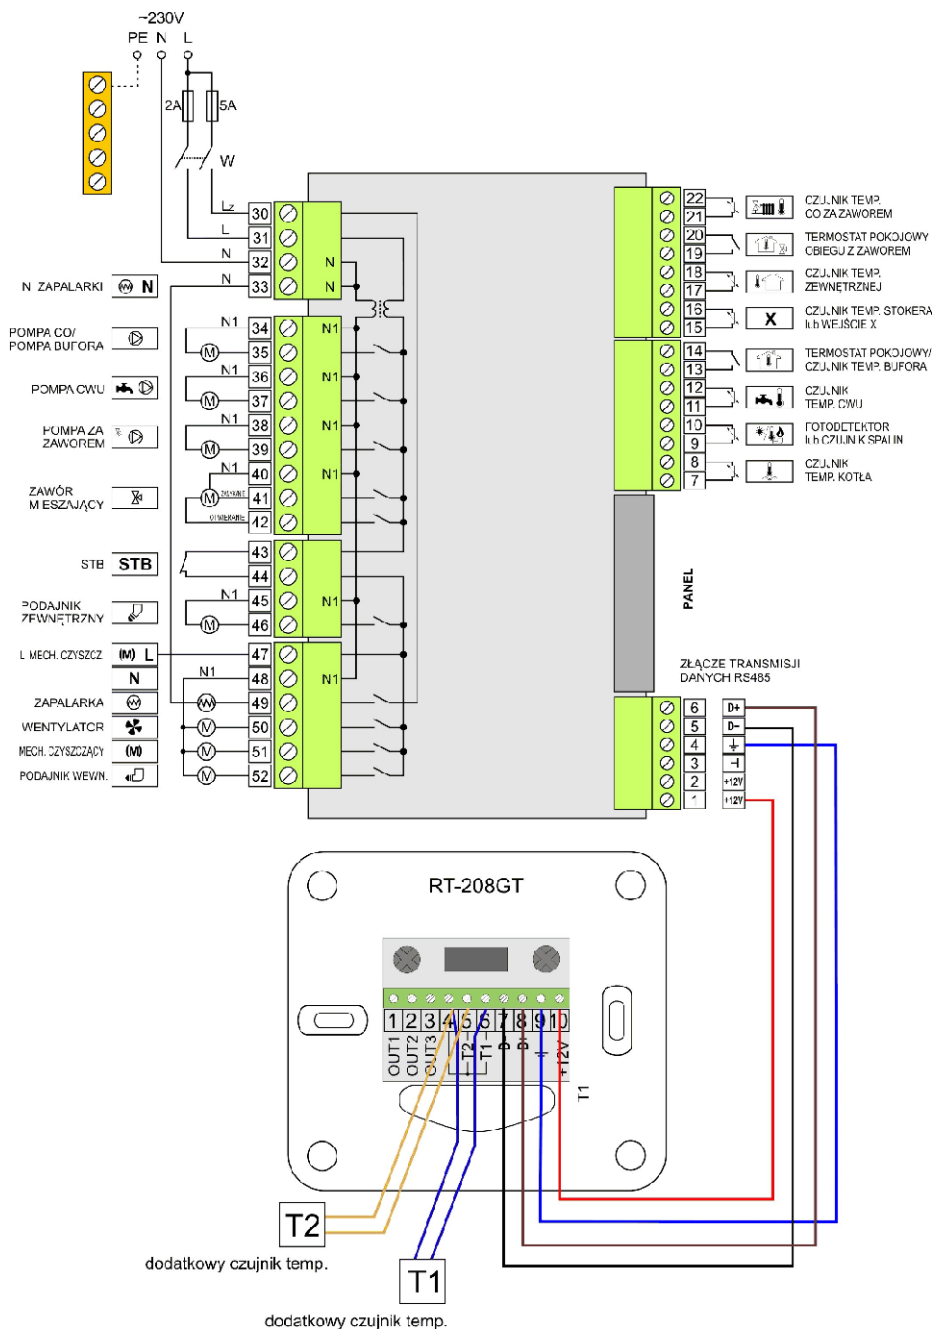 ~230V
PE N L
2A
5A
W
Lz 30
L 31
N 32 N
N 33 N
N ZAPALARKI N
POMPA CO/
POMPA BUFORA
N1 34 N1
M 35
POMPA CWU
N1 36 N1
M 37
POMPA ZA
ZAWOREM
N1 38 N1
M 39
ZAWÓR
MIESZAJĄCY
N1 40 N1
M 41
OTWIERANIE 42
STB STB
43
44
PODAJNIK
ZEWNĘTRZNY
N1 45 N1
M 46
L MECH. CZYSZCZ. (M) L 47
N N1 48 N1
ZAPALARKA 49
WENTYLATOR M 50
MECH. CZYSZCZĄCY (M) M 51
PODAJNIK WEWN. M 52
22 CZUJNIK TEMP.
21 CO ZA ZAWOREM
20 TERMOSTAT POKOJOWY
19 OBIEGU Z ZAWOREM
18 CZUJNIK TEMP.
17 ZEWNĘTRZNEJ
16 X CZUJNIK TEMP. STOKERA
15 lub WEJŚCIE X
14 TERMOSTAT POKOJOWY/
13 CZUJNIK TEMP. BUFORA
12 CZUJNIK
11 TEMP. CWU
10 FOTODETEKTOR
9 lub CZUJNIK SPALIN
8 CZUJNIK
7 TEMP. KOTŁA
PANEL
ZŁĄCZE TRANSMISJI
DANYCH RS485
6 D+
5 D-
4
3
2 +12V
1 +12V
RT-208GT
1 2 3 4 5 6 7 8 9 10
OUT1
OUT2
OUT3
T2
T1
D-
D+
+12V
T1
T2
dodatkowy czujnik temp.
T1
dodatkowy czujnik temp.